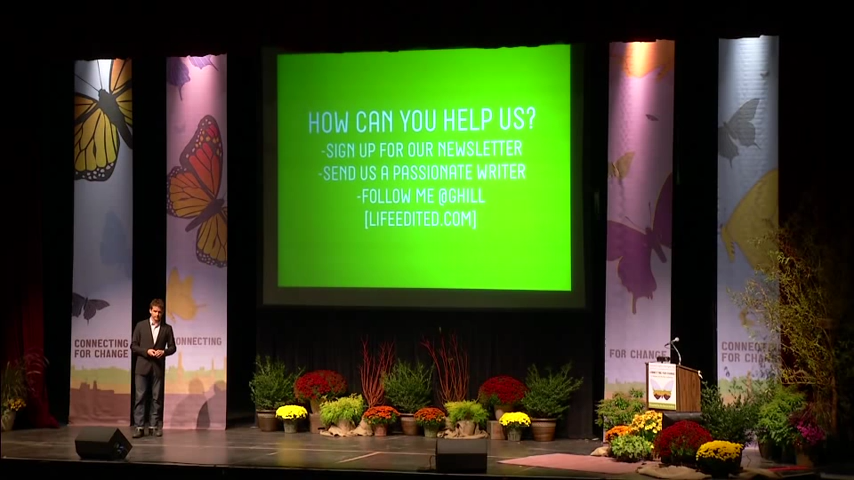 HOW CAN YOU HELP US?
-SIGN UP FOR OUR NEWSLETTER
-SEND US A PASSIONATE WRITER
-FOLLOW ME @GHILL
[LIFEEDITED.COM]
CONNECTING
FOR CHANGE
CONNECTING
FOR CHANGE
CONNECTING
FOR CHANGE